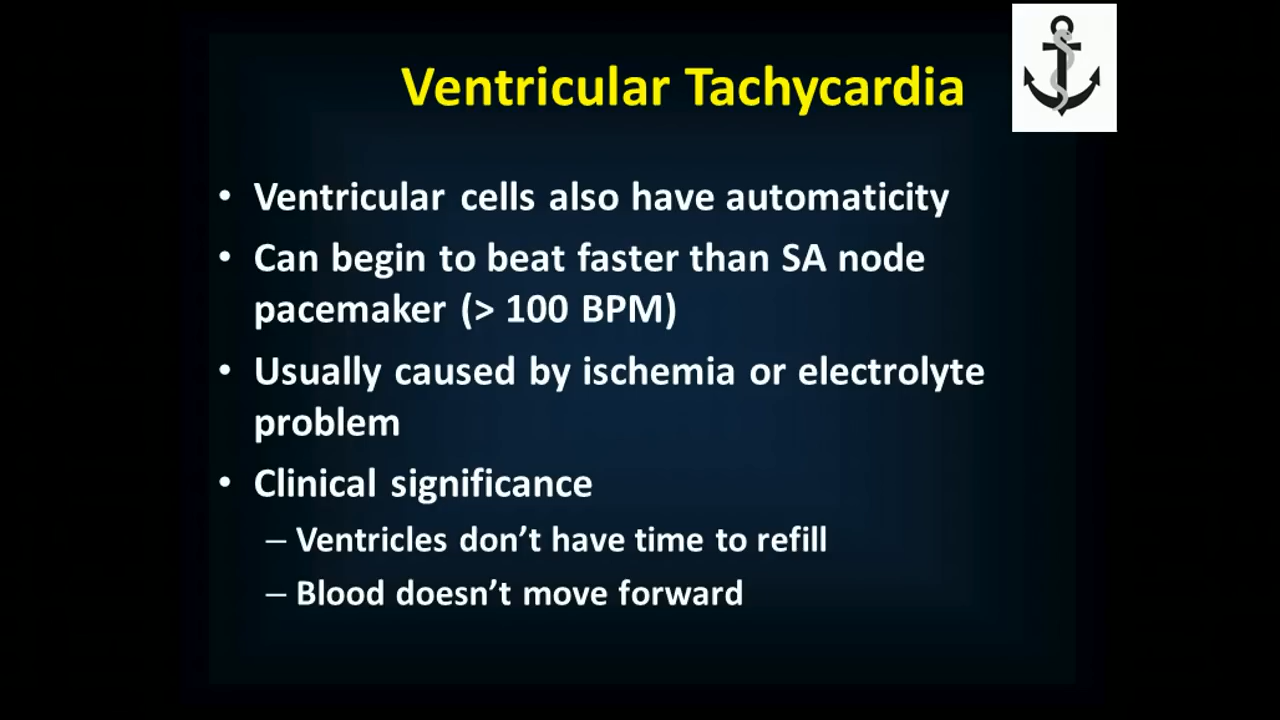 Ventricular Tachycardia
• Ventricular cells also have automaticity
• Can begin to beat faster than SA node
pacemaker (> 100 BPM)
• Usually caused by ischemia or electrolyte
problem
• Clinical significance
– Ventricles don’t have time to refill
– Blood doesn’t move forward